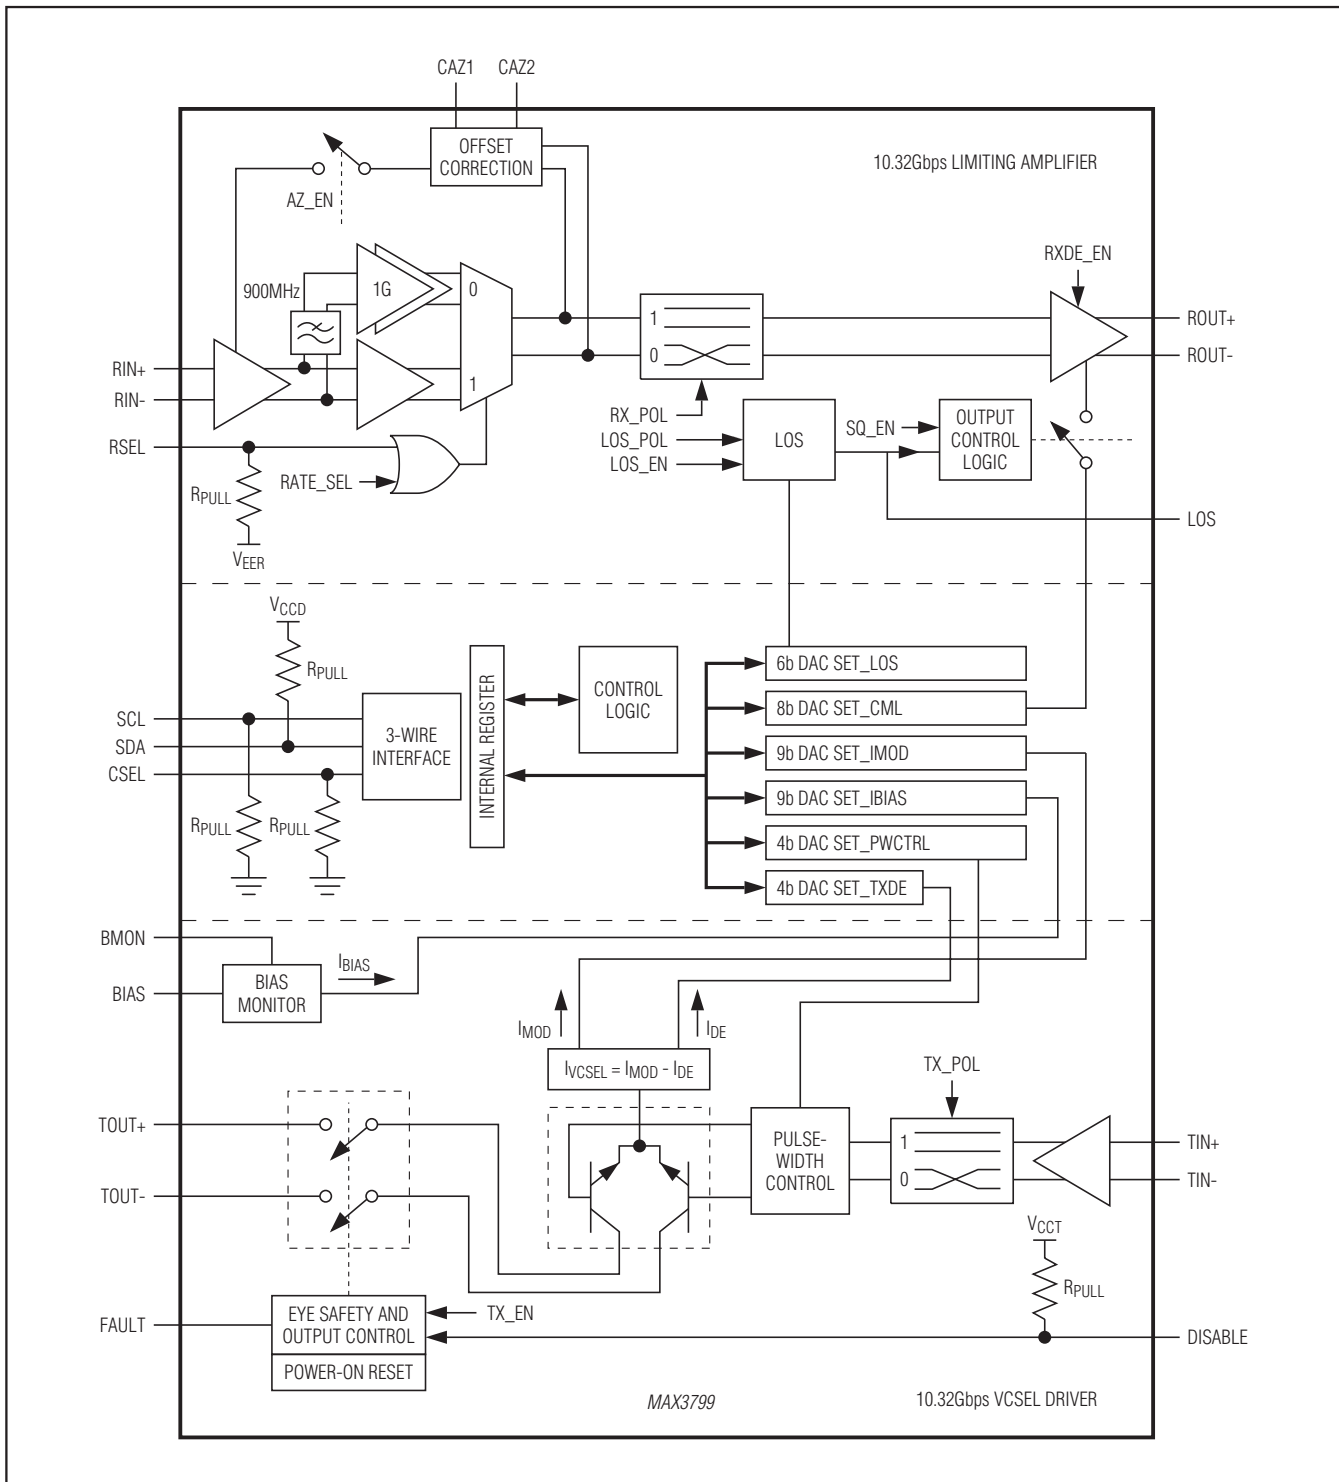 CAZ1 CAZ2
OFFSET
CORRECTION
10.32Gbps LIMITING AMPLIFIER
AZ_EN
RXDE_EN
900MHz
1G
0
1
1
0
ROUT+
ROUT-
RIN+
RIN-
RX_POL
LOS_POL
LOS_EN
LOS
SQ_EN
OUTPUT
CONTROL
LOGIC
RSEL
RATE_SEL
RPULL
VEER
LOS
VCCD
RPULL
SCL
SDA
CSEL
3-WIRE
INTERFACE
INTERNAL REGISTER
CONTROL
LOGIC
6b DAC SET_LOS
8b DAC SET_CML
9b DAC SET_IMOD
9b DAC SET_IBIAS
4b DAC SET_PWCTRL
4b DAC SET_TXDE
RPULL RPULL
BMON
BIAS
BIAS
MONITOR
IBIAS
IMOD
IDE
IVCSEL = IMOD - IDE
TX_POL
TOUT+
TOUT-
PULSE-
WIDTH
CONTROL
1
0
TIN+
TIN-
VCCT
RPULL
FAULT
EYE SAFETY AND
OUTPUT CONTROL
POWER-ON RESET
TX_EN
DISABLE
MAX3799
10.32Gbps VCSEL DRIVER